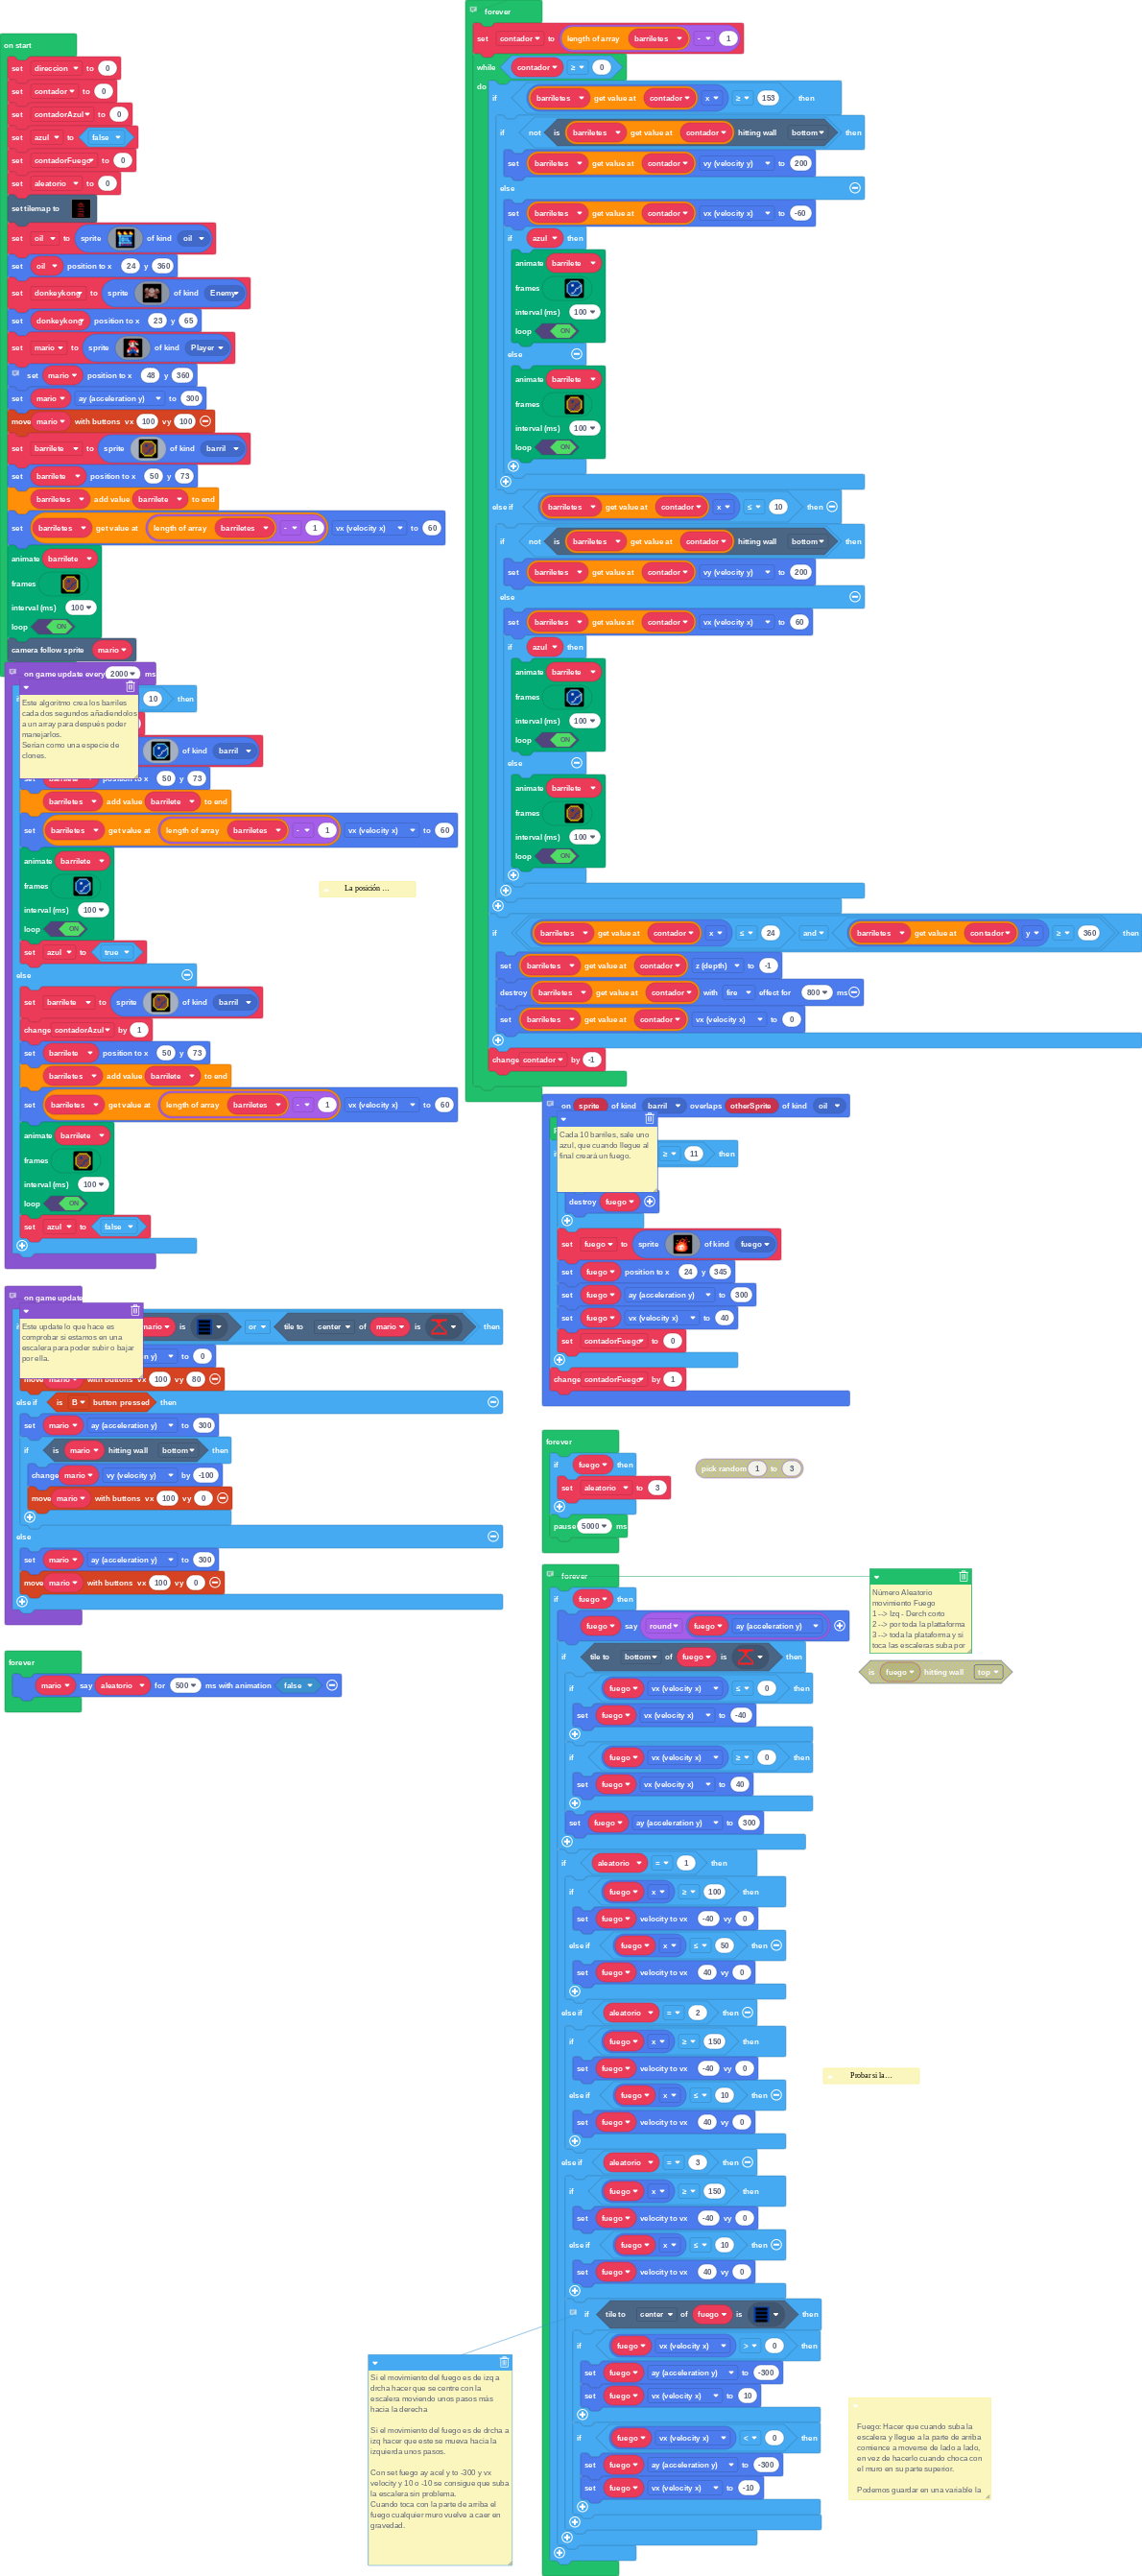 on start
set direccion to 0
set contador to 0
set contadorAzul to 0
set azul to false
set contadorFuego to 0
set aleatorio to 0
set tilemap to
set oil to sprite of kind oil
set oil position to x 24 y 360
set donkeykong to sprite of kind Enemy
set donkeykong position to x 23 y 65
set mario to sprite of kind Player
set mario position to x 48 y 360
set mario ay (acceleration y) to 300
move mario with buttons vx 100 vy 100
set barrilete to sprite of kind barril
set barrilete position to x 50 y 73
barriletes add value barrilete to end
set barriletes get value at length of array barriletes - 1 vx (velocity x) to 60
animate barrilete
frames
interval (ms) 100
loop ON
camera follow sprite mario
on game update every 2000 ms
10 then
Este algoritmo crea los barriles
cada dos segundos añadiendolos
a un array para después poder
manejarlos.
Serían como una especie de
clones.
of kind barril
set barrilete position to x 50 y 73
barriletes add value barrilete to end
set barriletes get value at length of array barriletes - 1 vx (velocity x) to 60
animate barrilete
frames
interval (ms) 100
loop ON
set azul to true
else
set barrilete to sprite of kind barril
change contadorAzul by 1
set barrilete position to x 50 y 73
barriletes add value barrilete to end
set barriletes get value at length of array barriletes - 1 vx (velocity x) to 60
animate barrilete
frames
interval (ms) 100
loop ON
set azul to false
La posición ...
on game update
Este update lo que hace es
comprobar si estamos en una
escalera para poder subir o bajar
por ella.
mario is or tile to center of mario is then
y) to 0
move mario with buttons vx 100 vy 80
else if is B button pressed then
set mario ay (acceleration y) to 300
if is mario hitting wall bottom then
change mario vy (velocity y) by -100
move mario with buttons vx 100 vy 0
else
set mario ay (acceleration y) to 300
move mario with buttons vx 100 vy 0
forever
mario say aleatorio for 500 ms with animation false
forever
set contador to length of array barriletes - 1
while contador ≥ 0
do
if barriletes get value at contador x ≥ 153 then
if not is barriletes get value at contador hitting wall bottom then
set barriletes get value at contador vy (velocity y) to 200
else
set barriletes get value at contador vx (velocity x) to -60
if azul then
animate barrilete
frames
interval (ms) 100
loop ON
else
animate barrilete
frames
interval (ms) 100
loop ON
else if barriletes get value at contador x ≤ 10 then
if not is barriletes get value at contador hitting wall bottom then
set barriletes get value at contador vy (velocity y) to 200
else
set barriletes get value at contador vx (velocity x) to 60
if azul then
animate barrilete
frames
interval (ms) 100
loop ON
else
animate barrilete
frames
interval (ms) 100
loop ON
if barriletes get value at contador x ≤ 24 and barriletes get value at contador y ≥ 360 then
set barriletes get value at contador z (depth) to -1
destroy barriletes get value at contador with fire effect for 800 ms
set barriletes get value at contador vx (velocity x) to 0
change contador by -1
on sprite of kind barril overlaps otherSprite of kind oil
Cada 10 barriles, sale uno
azul, que cuando llegue al
final creará un fuego.
≥ 11 then
destroy fuego
set fuego to sprite of kind fuego
set fuego position to x 24 y 345
set fuego ay (acceleration y) to 300
set fuego vx (velocity x) to 40
set contadorFuego to 0
change contadorFuego by 1
forever
if fuego then
set aleatorio to 3
pause 5000 ms
pick random 1 to 3
forever
if fuego then
fuego say round fuego ay (acceleration y)
if tile to bottom of fuego is then
if fuego vx (velocity x) ≤ 0 then
set fuego vx (velocity x) to -40
if fuego vx (velocity x) ≥ 0 then
set fuego vx (velocity x) to 40
set fuego ay (acceleration y) to 300
if aleatorio = 1 then
if fuego x ≥ 100 then
set fuego velocity to vx -40 vy 0
else if fuego x ≤ 50 then
set fuego velocity to vx 40 vy 0
else if aleatorio = 2 then
if fuego x ≥ 150 then
set fuego velocity to vx -40 vy 0
else if fuego x ≤ 10 then
set fuego velocity to vx 40 vy 0
else if aleatorio = 3 then
if fuego x ≥ 150 then
set fuego velocity to vx -40 vy 0
else if fuego x ≤ 10 then
set fuego velocity to vx 40 vy 0
if tile to center of fuego is then
if fuego vx (velocity x) > 0 then
set fuego ay (acceleration y) to -300
set fuego vx (velocity x) to 10
if fuego vx (velocity x) < 0 then
set fuego ay (acceleration y) to -300
set fuego vx (velocity x) to -10
Número Aleatorio
movimiento Fuego
1 --> Izq - Derch corto
2 --> por toda la plattaforma
3 --> toda la plataforma y si
toca las escaleras suba por
is fuego hitting wall top
Probar si la...
Si el movimiento del fuego es de izq a
drcha hacer que se centre con la
escalera moviendo unos pasos más
hacia la derecha
Si el movimiento del fuego es de drcha a
izq hacer que este se mueva hacia la
izquierda unos pasos.
Con set fuego ay acel y to -300 y vx
velocity y 10 o -10 se consigue que suba
la escalera sin problema.
Cuando toca con la parte de arriba el
fuego cualquier muro vuelve a caer en
gravedad.
Fuego: Hacer que cuando suba la
escalera y llegue a la parte de arriba
comience a moverse de lado a lado,
en vez de hacerlo cuando choca con
el muro en su parte superior.
Podemos guardar en una variable la